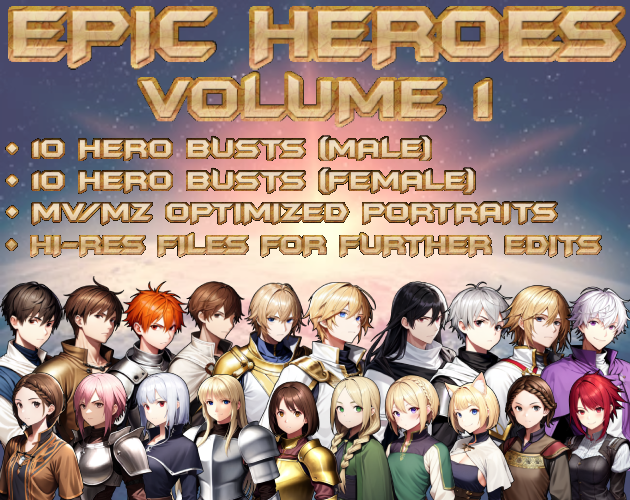 EPIC HEROES
VOLUME 1
• 10 HERO BUSTS (MALE)
• 10 HERO BUSTS (FEMALE)
• MV/MZ OPTIMIZED PORTRAITS
• HI-RES FILES FOR FURTHER EDITS